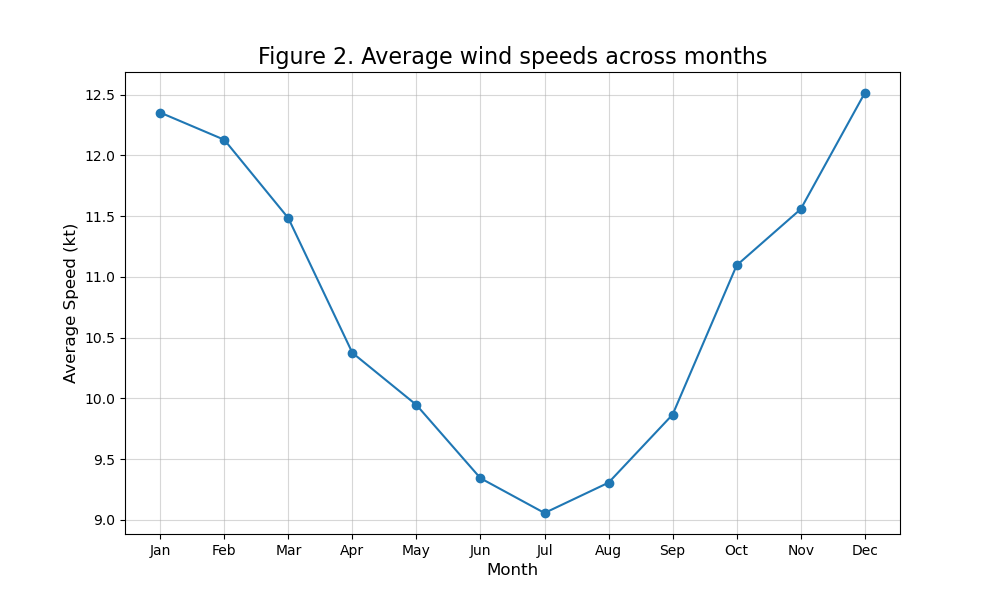 Figure 2. Average wind speeds across months
12.5
12.0
11.5
11.0
10.5
10.0
9.5
9.0
Average Speed (kt)
Jan Feb Mar Apr May Jun Jul Aug Sep Oct Nov Dec
Month